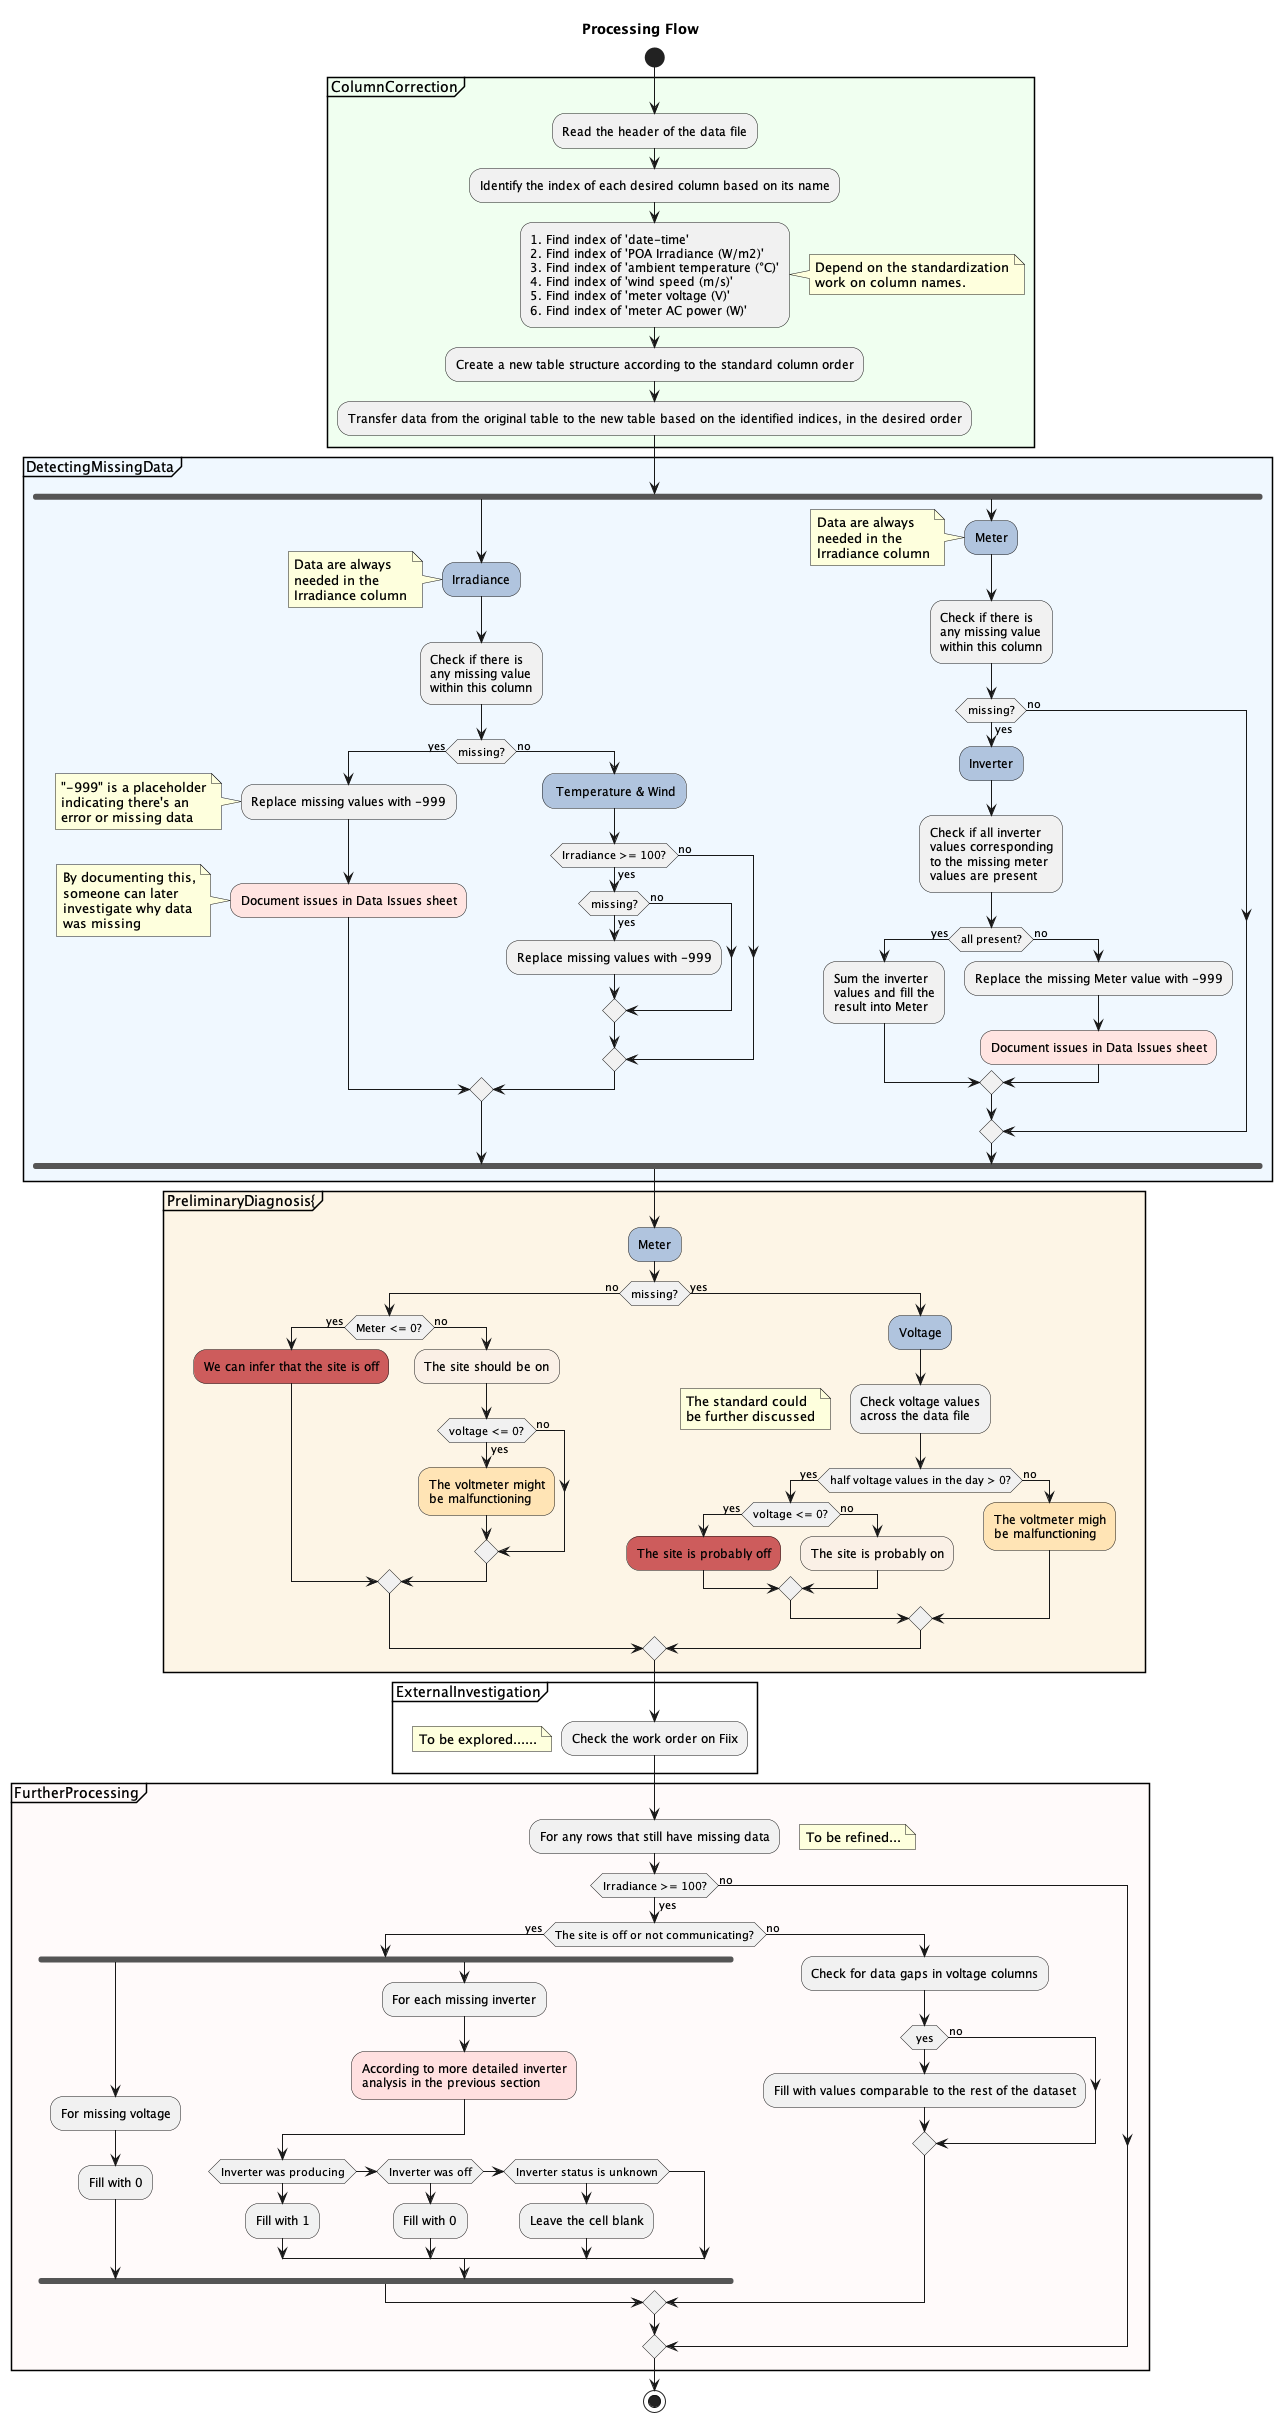 Processing Flow
ColumnCorrection
Read the header of the data file
Identify the index of each desired column based on its name
1. Find index of 'date-time'
2. Find index of 'POA Irradiance (W/m2)'
3. Find index of 'ambient temperature (°C)'
4. Find index of 'wind speed (m/s)'
5. Find index of 'meter voltage (V)'
6. Find index of 'meter AC power (W)'
Depend on the standardization
work on column names.
Create a new table structure according to the standard column order
Transfer data from the original table to the new table based on the identified indices, in the desired order
DetectingMissingData
Data are always
needed in the
Irradiance column
Irradiance
Check if there is
any missing value
within this column
missing?
yes
no
"-999" is a placeholder
indicating there's an
error or missing data
Replace missing values with -999
By documenting this,
someone can later
investigate why data
was missing
Document issues in Data Issues sheet
Temperature & Wind
Irradiance >= 100?
no
yes
missing?
no
yes
Replace missing values with -999
Data are always
needed in the
Irradiance column
Meter
Check if there is
any missing value
within this column
missing?
no
yes
Inverter
Check if all inverter
values corresponding
to the missing meter
values are present
yes
all present?
no
Sum the inverter
values and fill the
result into Meter
Replace the missing Meter value with -999
Document issues in Data Issues sheet
PreliminaryDiagnosis{
Meter
no
missing?
yes
yes
Meter <= 0?
no
We can infer that the site is off
The site should be on
voltage <= 0?
no
yes
The voltmeter might
be malfunctioning
Voltage
The standard could
be further discussed
Check voltage values
across the data file
yes
half voltage values in the day > 0?
no
yes
voltage <= 0?
no
The site is probably off
The site is probably on
The voltmeter migh
be malfunctioning
ExternalInvestigation
To be explored......
Check the work order on Fiix
FurtherProcessing
For any rows that still have missing data
To be refined...
Irradiance >= 100?
no
yes
yes
The site is off or not communicating?
no
For missing voltage
Fill with 0
For each missing inverter
According to more detailed inverter
analysis in the previous section
Inverter was producing
Inverter was off
Inverter status is unknown
Fill with 1
Fill with 0
Leave the cell blank
Check for data gaps in voltage columns
yes
no
Fill with values comparable to the rest of the dataset